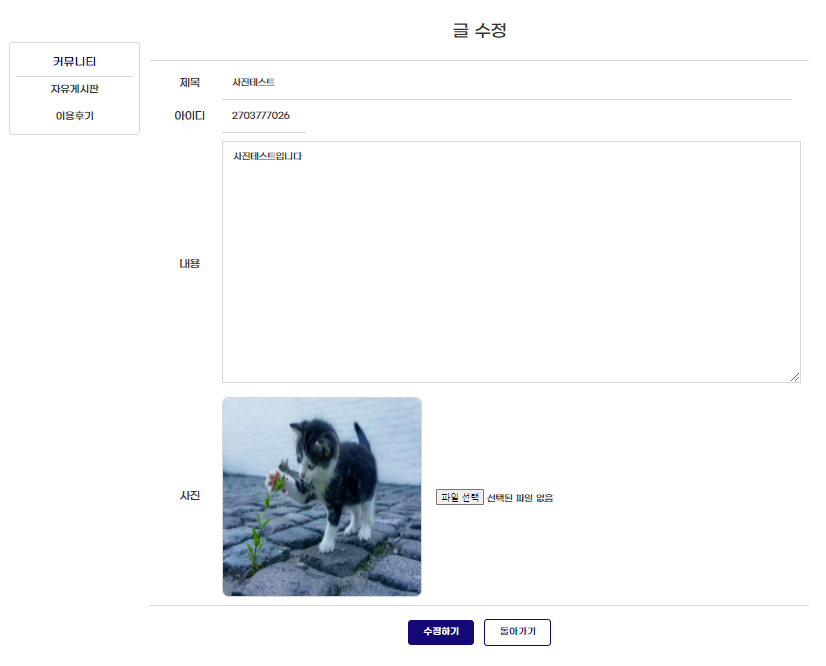 글 수정
커뮤니티
자유게시판
이용후기
제목 사진테스트
아이디 2703777026
내용 사진테스트입니다
사진 파일 선택 선택된 파일 없음
수정하기 돌아가기